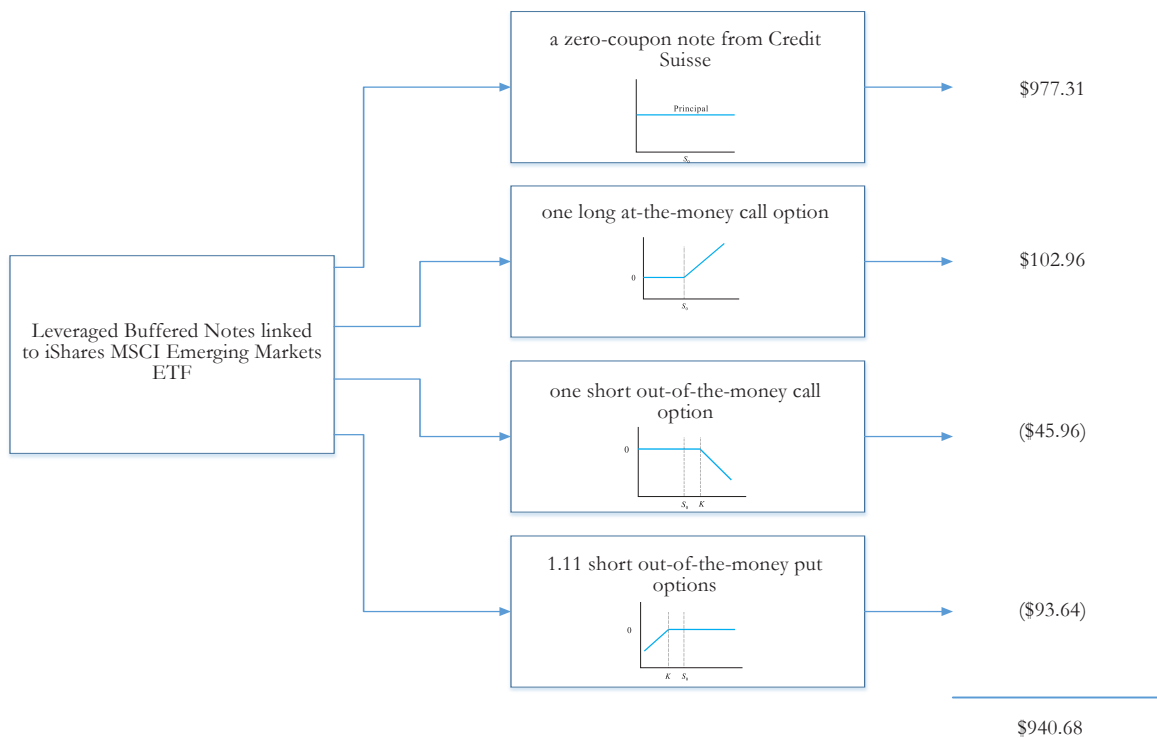 a zero-coupon note from Credit
Suisse
Principal
S₀
$977.31
one long at-the-money call option
0
S₀
$102.96
Leveraged Buffered Notes linked
to iShares MSCI Emerging Markets
ETF
one short out-of-the-money call
option
0
S₀ K
($45.96)
1.11 short out-of-the-money put
options
0
K S₀
($93.64)
$940.68